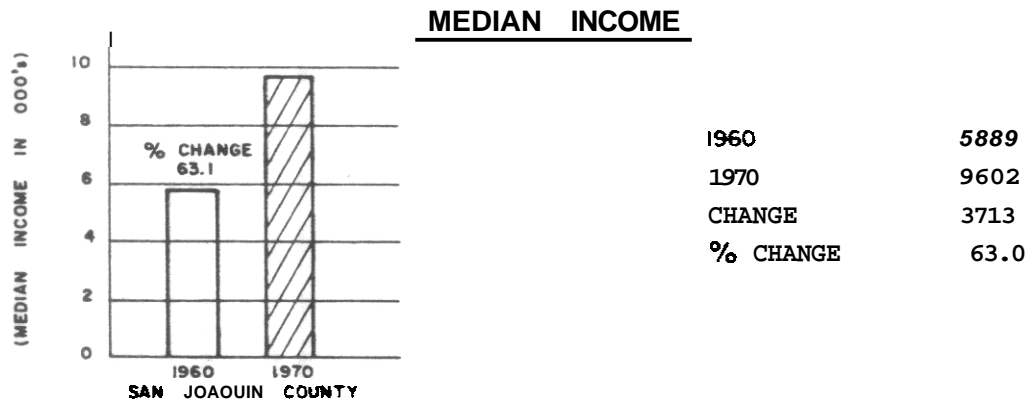 MEDIAN INCOME
(MEDIAN INCOME IN 000's)
10
8
6
4
2
0
% CHANGE
63.1
1960 1970
SAN JOAOUIN COUNTY
1960 5889
1970 9602
CHANGE 3713
% CHANGE 63.0